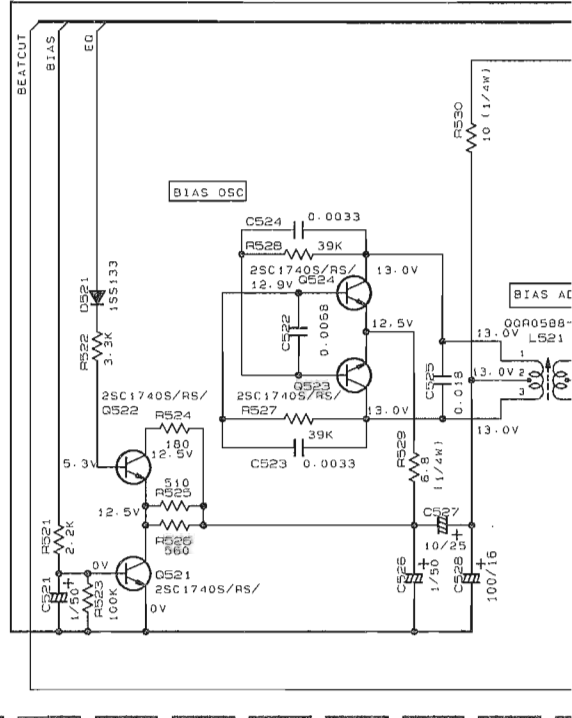 BEATCUT
BIAS
EQ
R530
10 (1/4W)
BIAS OSC
C524
0.0033
R528
39K
2SC1740S/RS/
Q524
13.0V
12.9V
D521
1SS133
C522
0.0068
12.5V
BIAS AD
QQR0588-
13.0V
L521
1
R522
3.3K
Q523
C525
0.018
13.0V
2
2SC1740S/RS/
Q522
2SC1740S/RS/
R527
13.0V
3
R524
180
39K
13.0V
12.5V
C523
0.0033
R529
6.8
(1/4W)
5.3V
R525
12.5V
C527
10/25
+
R521
2.2K
R526
560
0V
Q521
2SC1740S/RS/
C521
1/50
+
R523
100K
0V
C526
1/50
+
C528
100/16
+